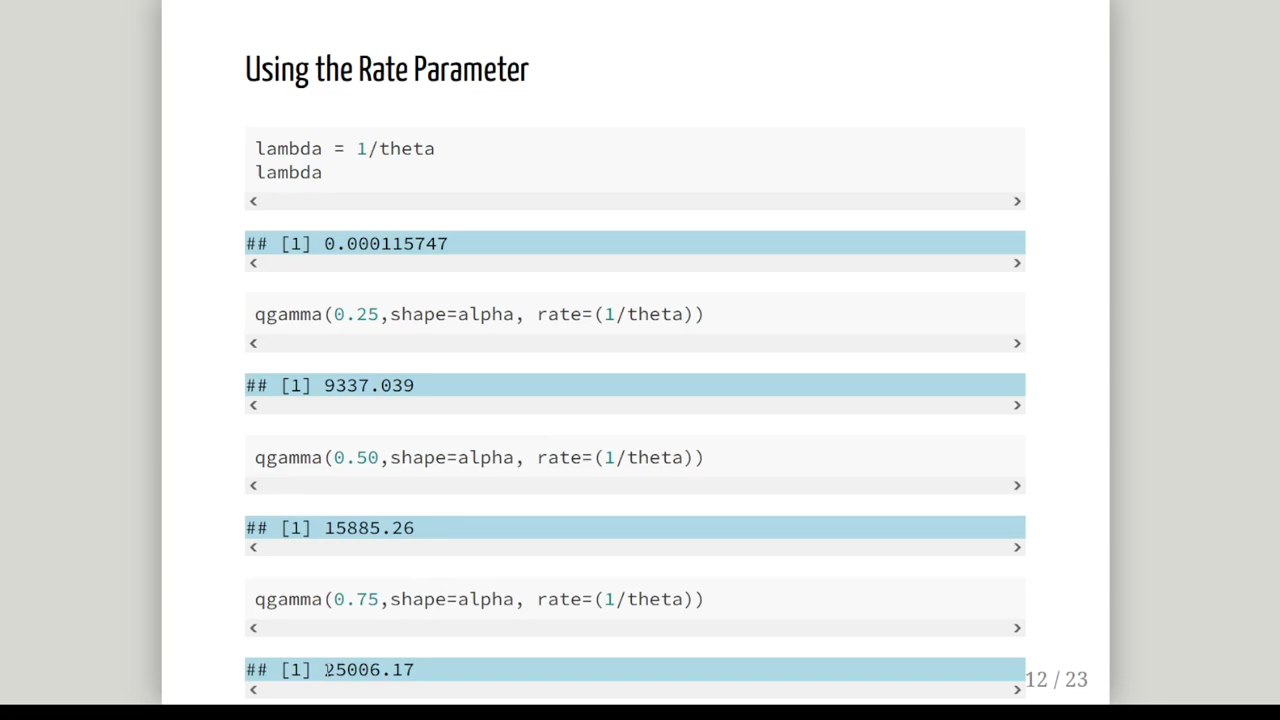 Using the Rate Parameter
lambda = 1/theta
lambda
## [1] 0.000115747
qgamma(0.25,shape=alpha, rate=(1/theta))
## [1] 9337.039
qgamma(0.50,shape=alpha, rate=(1/theta))
## [1] 15885.26
qgamma(0.75,shape=alpha, rate=(1/theta))
## [1] 25006.17
12 / 23